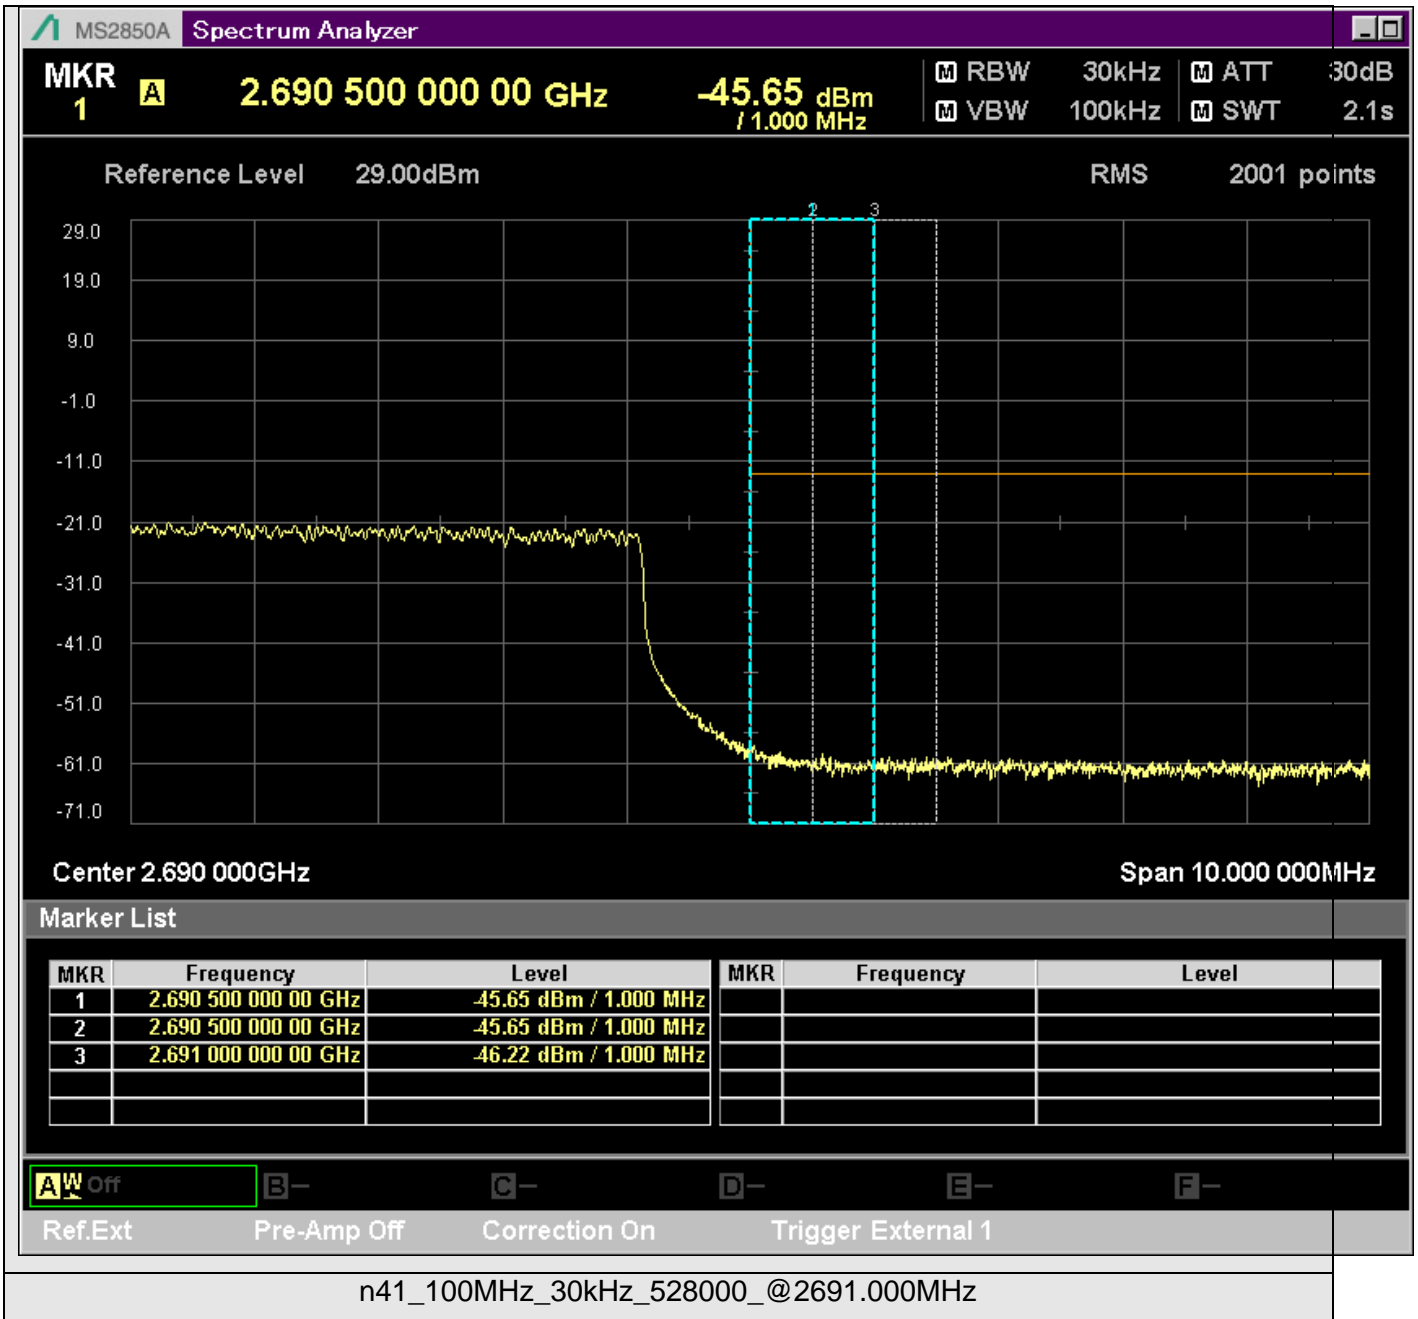 MS2850A Spectrum Analyzer
MKR 1 A 2.690 500 000 00 GHz -45.65 dBm / 1.000 MHz
M RBW 30kHz M ATT 30dB
M VBW 100kHz M SWT 2.1s
Reference Level 29.00dBm RMS 2001 points
2 3
29.0
19.0
9.0
-1.0
-11.0
-21.0
-31.0
-41.0
-51.0
-61.0
-71.0
Center 2.690 000GHz Span 10.000 000MHz
Marker List
MKR Frequency Level MKR Frequency Level
1 2.690 500 000 00 GHz -45.65 dBm / 1.000 MHz
2 2.690 500 000 00 GHz -45.65 dBm / 1.000 MHz
3 2.691 000 000 00 GHz -46.22 dBm / 1.000 MHz
A W Off B – C – D – E – F –
Ref.Ext Pre-Amp Off Correction On Trigger External 1
n41_100MHz_30kHz_528000_@2691.000MHz